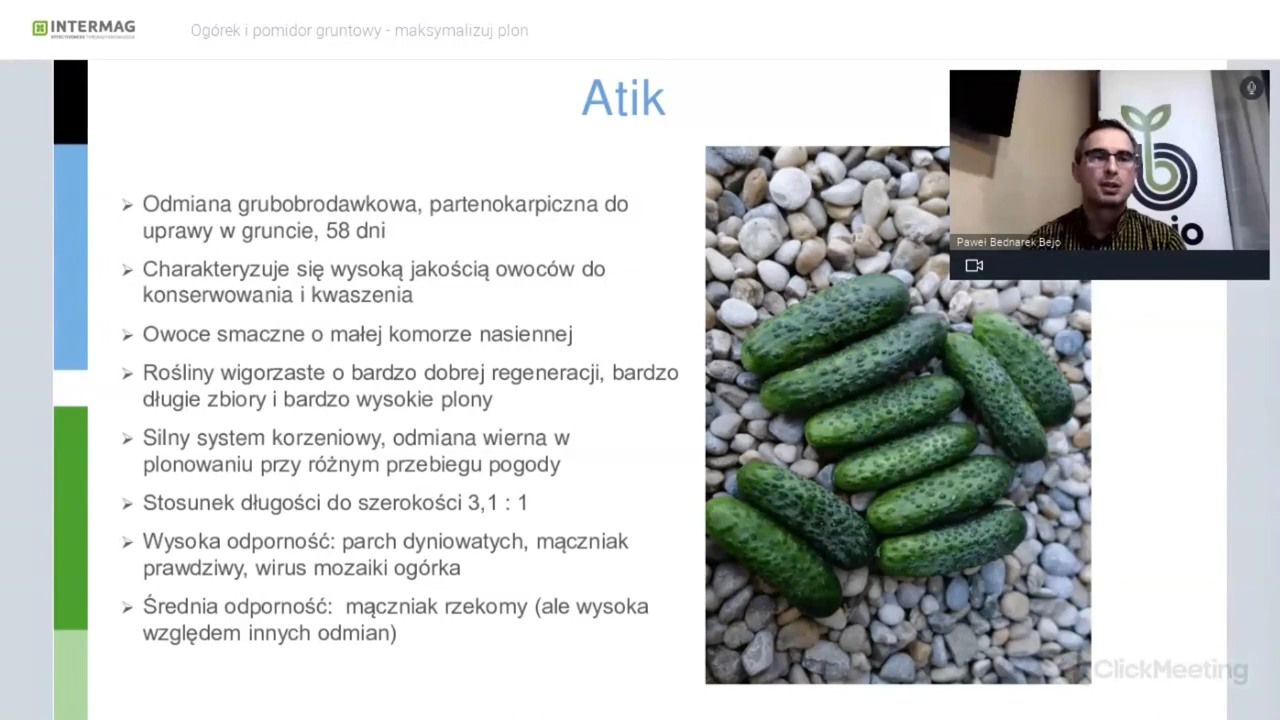 INTERMAG
Ogórek i pomidor gruntowy - maksymalizuj plon
Atik
Paweł Bednarek Bejo
Odmiana grubobrodawkowa, partenokarpiczna do
uprawy w gruncie, 58 dni
Charakteryzuje się wysoką jakością owoców do
konserwowania i kwaszenia
Owoce smaczne o małej komorze nasiennej
Rośliny wigorzaste o bardzo dobrej regeneracji, bardzo
długie zbiory i bardzo wysokie plony
Silny system korzeniowy, odmiana wierna w
plonowaniu przy różnym przebiegu pogody
Stosunek długości do szerokości 3,1 : 1
Wysoka odporność: parch dyniowatych, mączniak
prawdziwy, wirus mozaiki ogórka
Średnia odporność:  mączniak rzekomy (ale wysoka
względem innych odmian)
ClickMeeting